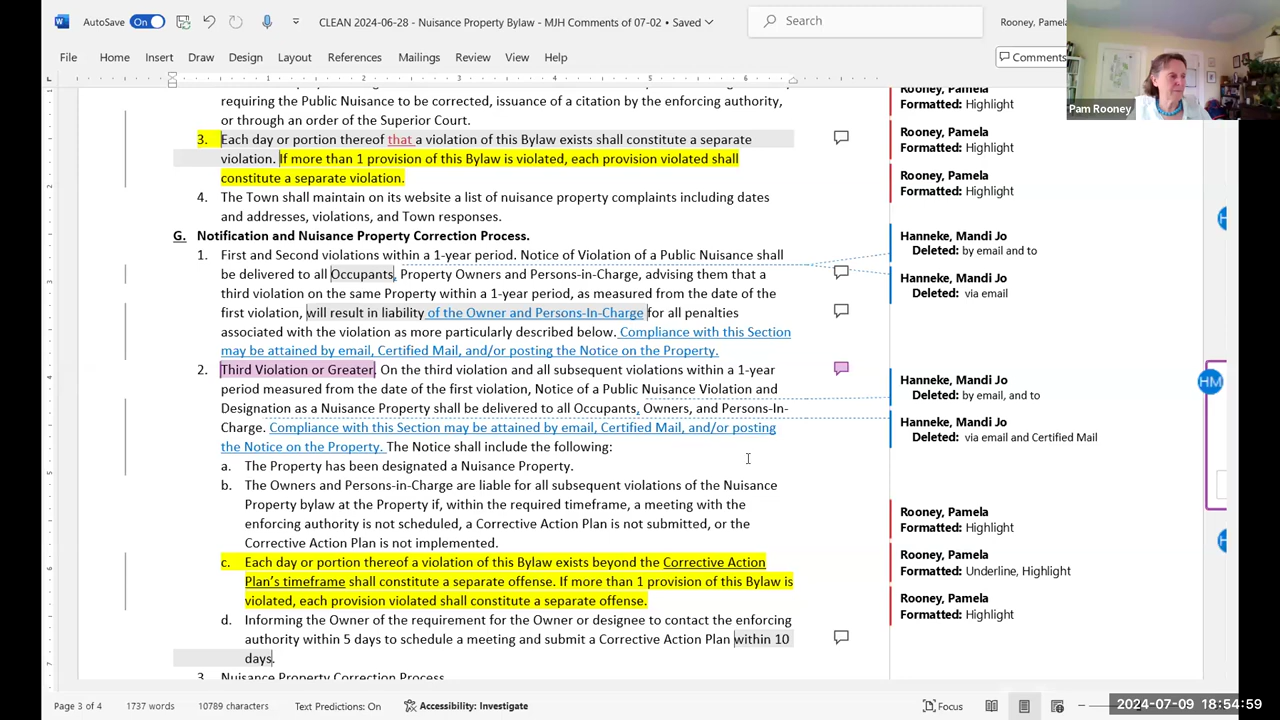 AutoSave
On
CLEAN 2024-06-28 - Nuisance Property Bylaw - MJH Comments of 07-02 • Saved
Search
Rooney, Pamela
File Home Insert Draw Design Layout References Mailings Review View Help
Comments
Pam Rooney
requiring the Public Nuisance to be corrected, issuance of a citation by the enforcing authority,
or through an order of the Superior Court.
3. Each day or portion thereof that a violation of this Bylaw exists shall constitute a separate
violation. If more than 1 provision of this Bylaw is violated, each provision violated shall
constitute a separate violation.
4. The Town shall maintain on its website a list of nuisance property complaints including dates
and addresses, violations, and Town responses.
G. Notification and Nuisance Property Correction Process.
1. First and Second violations within a 1-year period. Notice of Violation of a Public Nuisance shall
be delivered to all Occupants, Property Owners and Persons-in-Charge, advising them that a
third violation on the same Property within a 1-year period, as measured from the date of the
first violation, will result in liability of the Owner and Persons-In-Charge for all penalties
associated with the violation as more particularly described below. Compliance with this Section
may be attained by email, Certified Mail, and/or posting the Notice on the Property.
2. Third Violation or Greater. On the third violation and all subsequent violations within a 1-year
period measured from the date of the first violation, Notice of a Public Nuisance Violation and
Designation as a Nuisance Property shall be delivered to all Occupants, Owners, and Persons-In-
Charge. Compliance with this Section may be attained by email, Certified Mail, and/or posting
the Notice on the Property. The Notice shall include the following:
a. The Property has been designated a Nuisance Property.
b. The Owners and Persons-in-Charge are liable for all subsequent violations of the Nuisance
Property bylaw at the Property if, within the required timeframe, a meeting with the
enforcing authority is not scheduled, a Corrective Action Plan is not submitted, or the
Corrective Action Plan is not implemented.
c. Each day or portion thereof a violation of this Bylaw exists beyond the Corrective Action
Plan's timeframe shall constitute a separate offense. If more than 1 provision of this Bylaw is
violated, each provision violated shall constitute a separate offense.
d. Informing the Owner of the requirement for the Owner or designee to contact the enforcing
authority within 5 days to schedule a meeting and submit a Corrective Action Plan within 10
days.
3. Nuisance Property Correction Process
Rooney, Pamela
Formatted: Highlight
Rooney, Pamela
Formatted: Highlight
Rooney, Pamela
Formatted: Highlight
Hanneke, Mandi Jo
Deleted: by email and to
Hanneke, Mandi Jo
Deleted: via email
Hanneke, Mandi Jo
Deleted: by email, and to
Hanneke, Mandi Jo
Deleted: via email and Certified Mail
HM
Rooney, Pamela
Formatted: Highlight
Rooney, Pamela
Formatted: Underline, Highlight
Rooney, Pamela
Formatted: Highlight
Page 3 of 4 1737 words 10789 characters Text Predictions: On Accessibility: Investigate Focus
2024-07-09 18:54:59